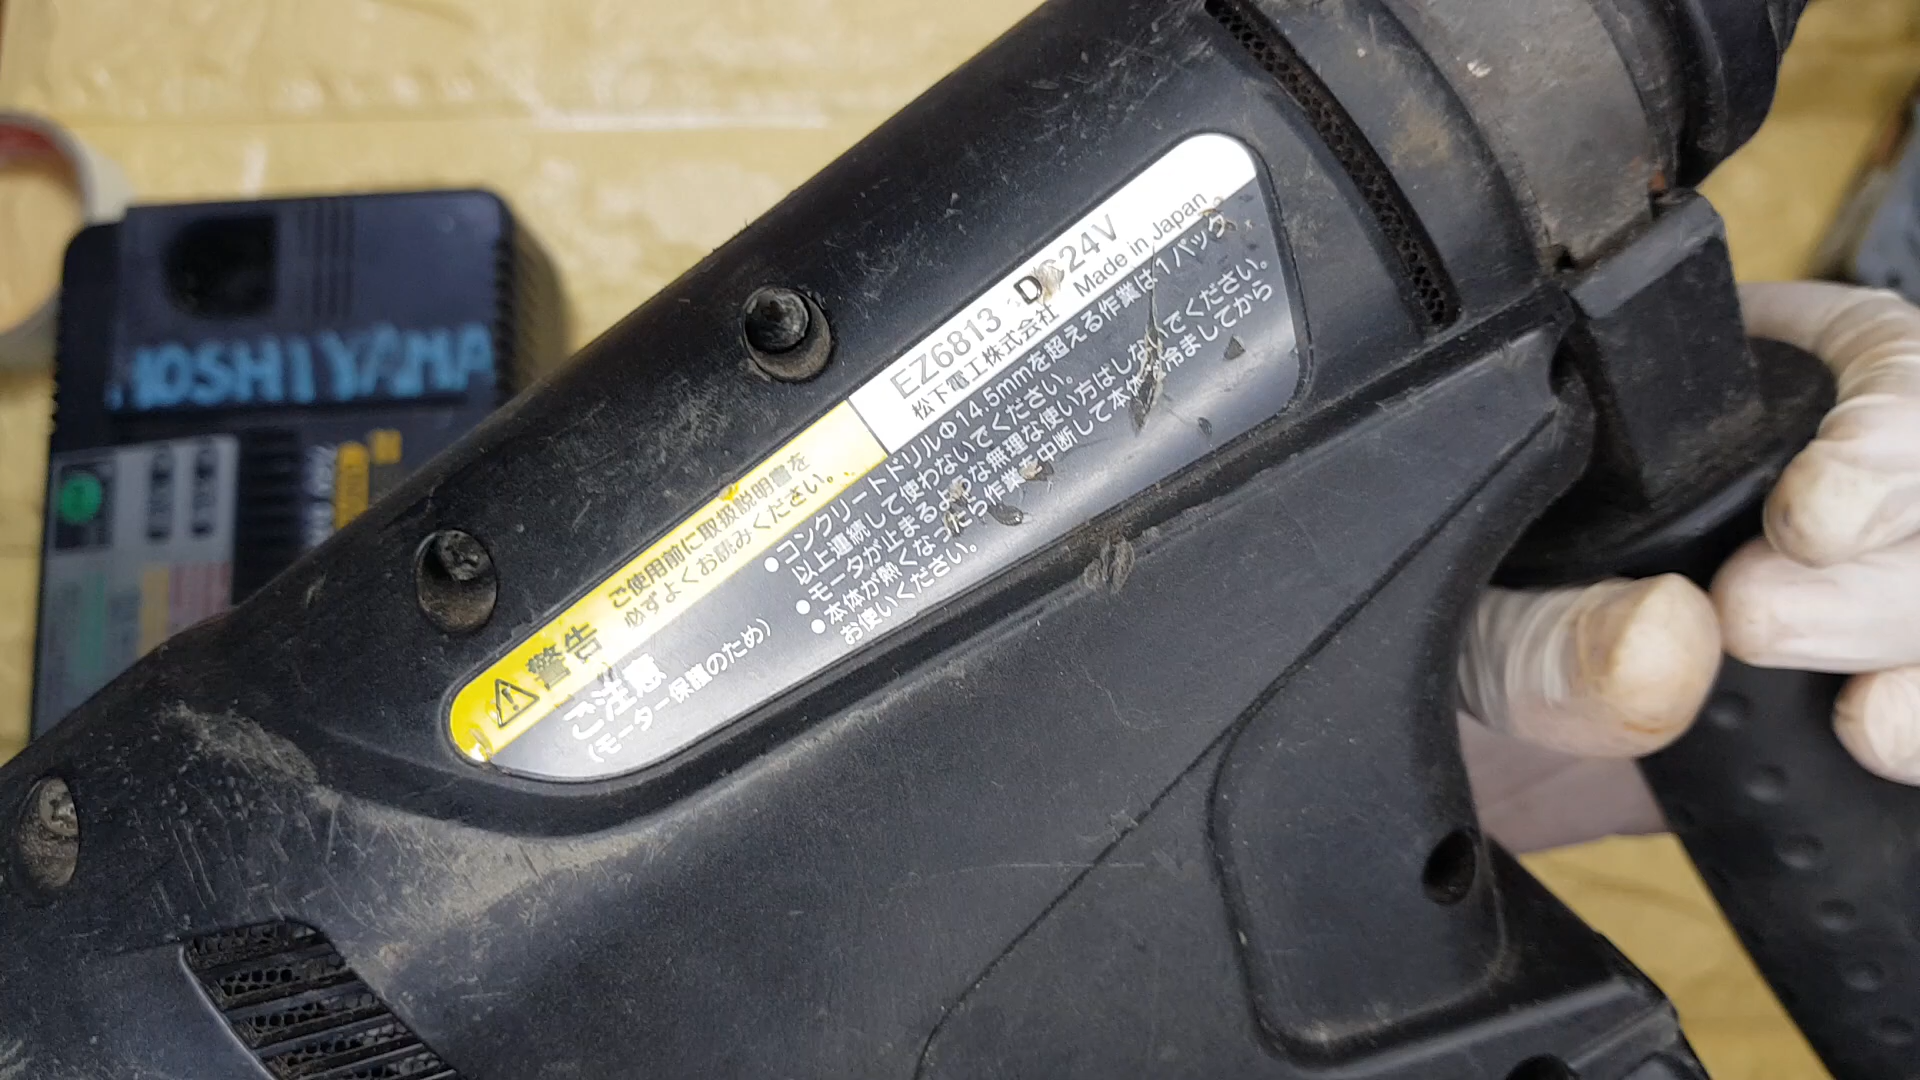 HOSHIYAMA
EZ6813 DC24V
松下電工株式会社 Made in Japan
⚠警告
ご使用前に取扱説明書を
必ずよくお読みください。
ご注意
(モーター保護のため)
●コンクリートドリルΦ14.5mmを超える作業は1パック
以上連続して使わないでください。
●モータが止まるような無理な使い方はしないでください。
●本体が熱くなったら作業を中断して本体を冷ましてから
お使いください。